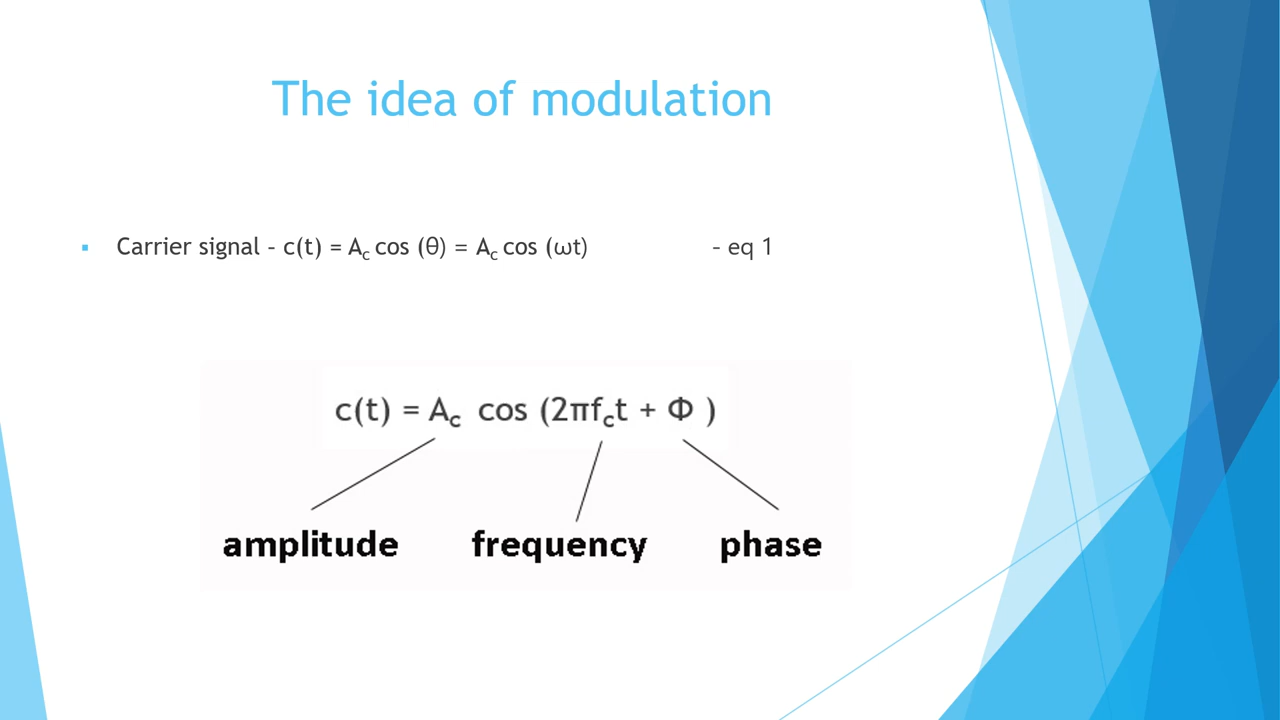 The idea of modulation
▪ Carrier signal – c(t) = A_c cos (θ) = A_c cos (ωt) – eq 1
c(t) = A_c cos (2πf_ct + Φ )
amplitude frequency phase